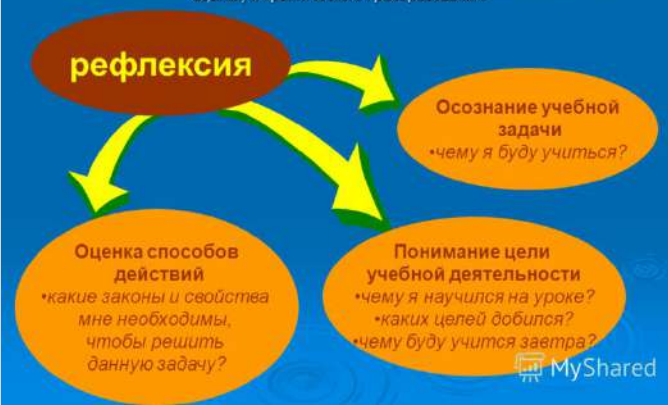 рефлексия
Осознание учебной
задачи
•чему я буду учиться?
Оценка способов
действий
•какие законы и свойства
мне необходимы,
чтобы решить
данную задачу?
Понимание цели
учебной деятельности
•чему я научился на уроке?
•каких целей добился?
•чему буду учится завтра?
MyShared